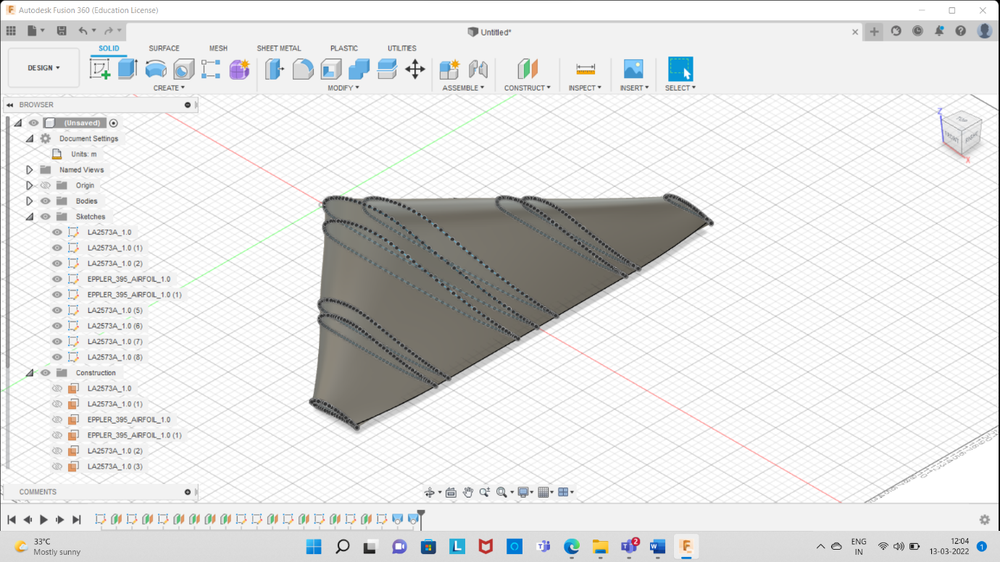 Autodesk Fusion 360 (Education License)
Untitled*
SOLID SURFACE MESH SHEET METAL PLASTIC UTILITIES
DESIGN
CREATE MODIFY ASSEMBLE CONSTRUCT INSPECT INSERT SELECT
BROWSER
(Unsaved)
Document Settings
Units: m
Named Views
Origin
Bodies
Sketches
LA2573A_1.0
LA2573A_1.0 (1)
LA2573A_1.0 (2)
EPPLER_395_AIRFOIL_1.0
EPPLER_395_AIRFOIL_1.0 (1)
LA2573A_1.0 (5)
LA2573A_1.0 (6)
LA2573A_1.0 (7)
LA2573A_1.0 (8)
Construction
LA2573A_1.0
LA2573A_1.0 (1)
EPPLER_395_AIRFOIL_1.0
EPPLER_395_AIRFOIL_1.0 (1)
LA2573A_1.0 (2)
LA2573A_1.0 (3)
Z
TOP
FRONT RIGHT
X
COMMENTS
33°C
Mostly sunny
2
ENG
IN
12:04
13-03-2022
1